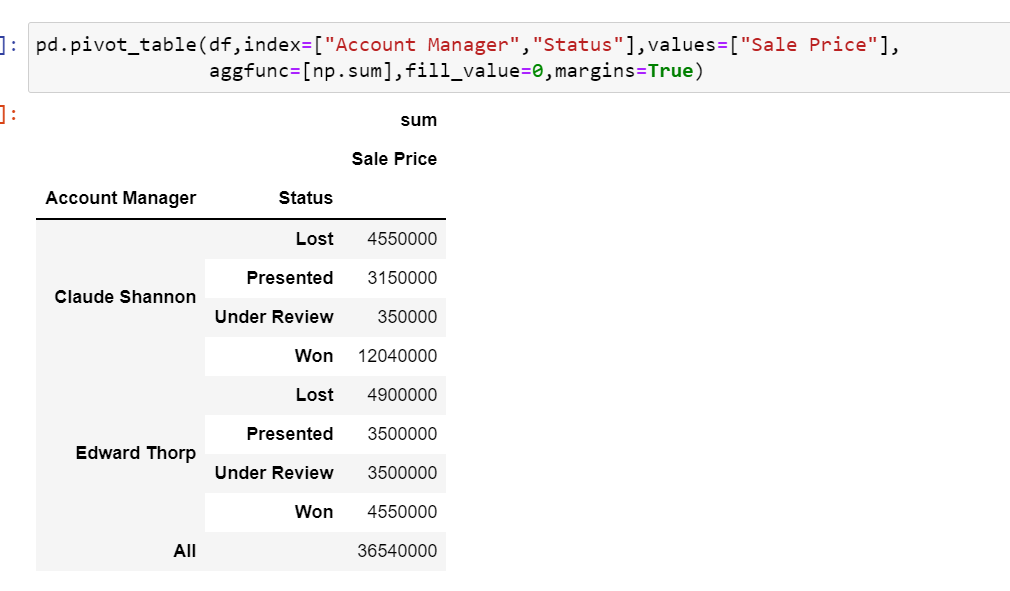 ]: pd.pivot_table(df,index=["Account Manager","Status"],values=["Sale Price"],
aggfunc=[np.sum],fill_value=0,margins=True)
]:
sum
Sale Price
Account Manager Status
Lost 4550000
Presented 3150000
Claude Shannon
Under Review 350000
Won 12040000
Lost 4900000
Presented 3500000
Edward Thorp
Under Review 3500000
Won 4550000
All 36540000